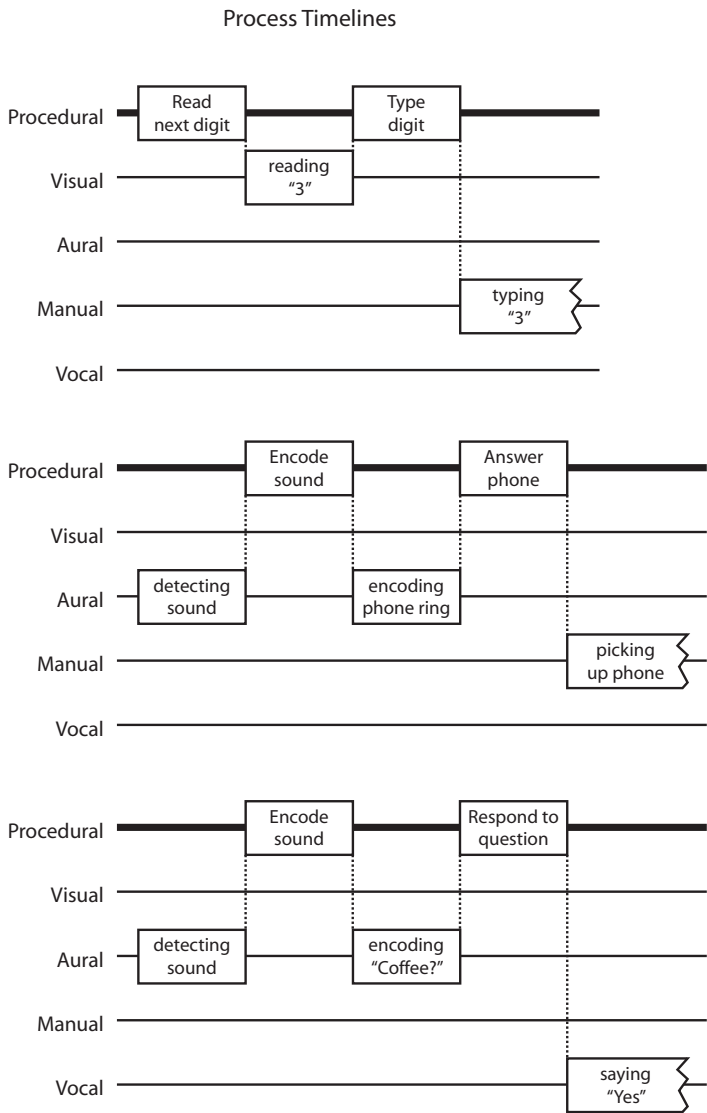 Process Timelines
Procedural
Read
next digit
Type
digit
Visual
reading
“3”
Aural
Manual
typing
“3”
Vocal
Procedural
Encode
sound
Answer
phone
Visual
Aural
detecting
sound
encoding
phone ring
Manual
picking
up phone
Vocal
Procedural
Encode
sound
Respond to
question
Visual
Aural
detecting
sound
encoding
“Coffee?”
Manual
Vocal
saying
“Yes”